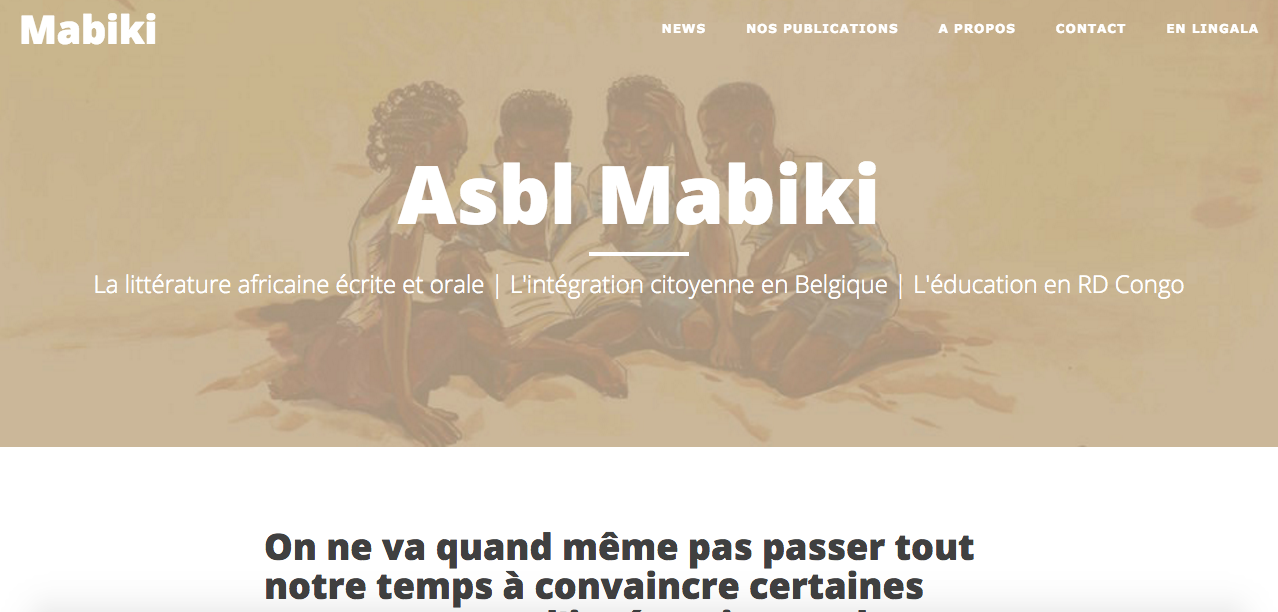 Mabiki
NEWS NOS PUBLICATIONS A PROPOS CONTACT EN LINGALA
Asbl Mabiki
La littérature africaine écrite et orale | L'intégration citoyenne en Belgique | L'éducation en RD Congo
On ne va quand même pas passer tout
notre temps à convaincre certaines